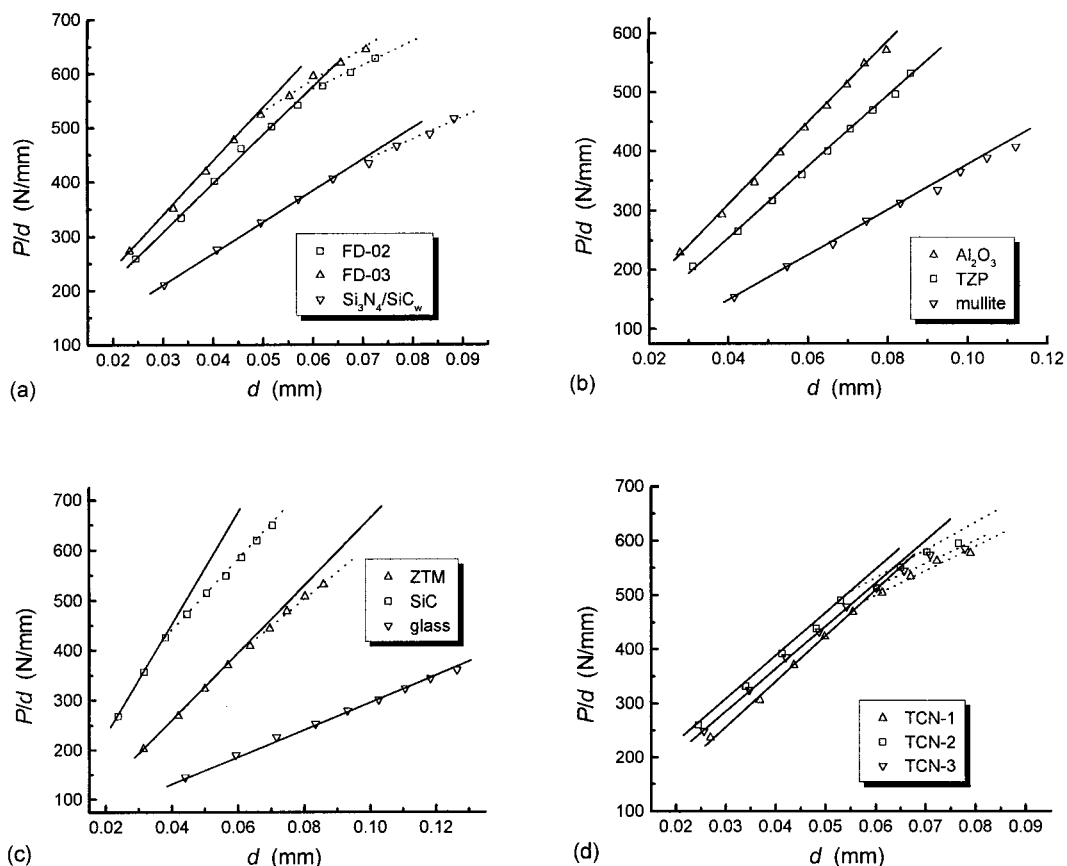 700
600
500
400
300
200
100
P/d (N/mm)
FD-02
FD-03
Si₃N₄/SiC_w
0.02 0.03 0.04 0.05 0.06 0.07 0.08 0.09
d (mm)
(a)
600
500
400
300
200
100
P/d (N/mm)
Al₂O₃
TZP
mullite
0.02 0.04 0.06 0.08 0.10 0.12
d (mm)
(b)
700
600
500
400
300
200
100
P/d (N/mm)
ZTM
SiC
glass
0.02 0.04 0.06 0.08 0.10 0.12
d (mm)
(c)
700
600
500
400
300
200
100
P/d (N/mm)
TCN-1
TCN-2
TCN-3
0.02 0.03 0.04 0.05 0.06 0.07 0.08 0.09
d (mm)
(d)